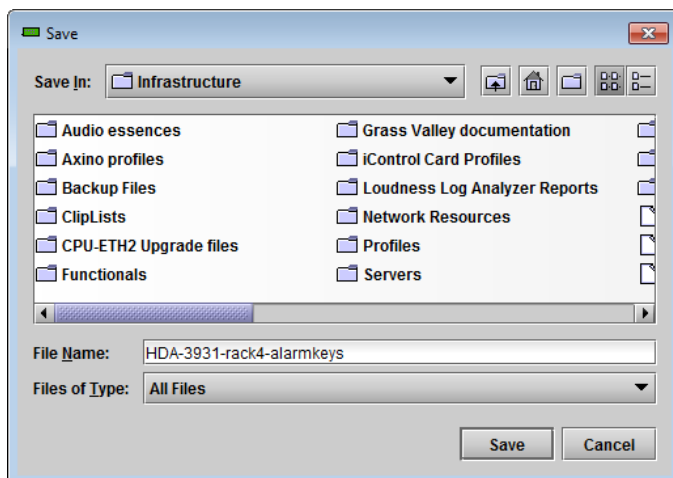 Save
Save In: Infrastructure
Audio essences
Axino profiles
Backup Files
ClipLists
CPU-ETH2 Upgrade files
Functionals
Grass Valley documentation
iControl Card Profiles
Loudness Log Analyzer Reports
Network Resources
Profiles
Servers
File Name: HDA-3931-rack4-alarmkeys
Files of Type: All Files
Save Cancel